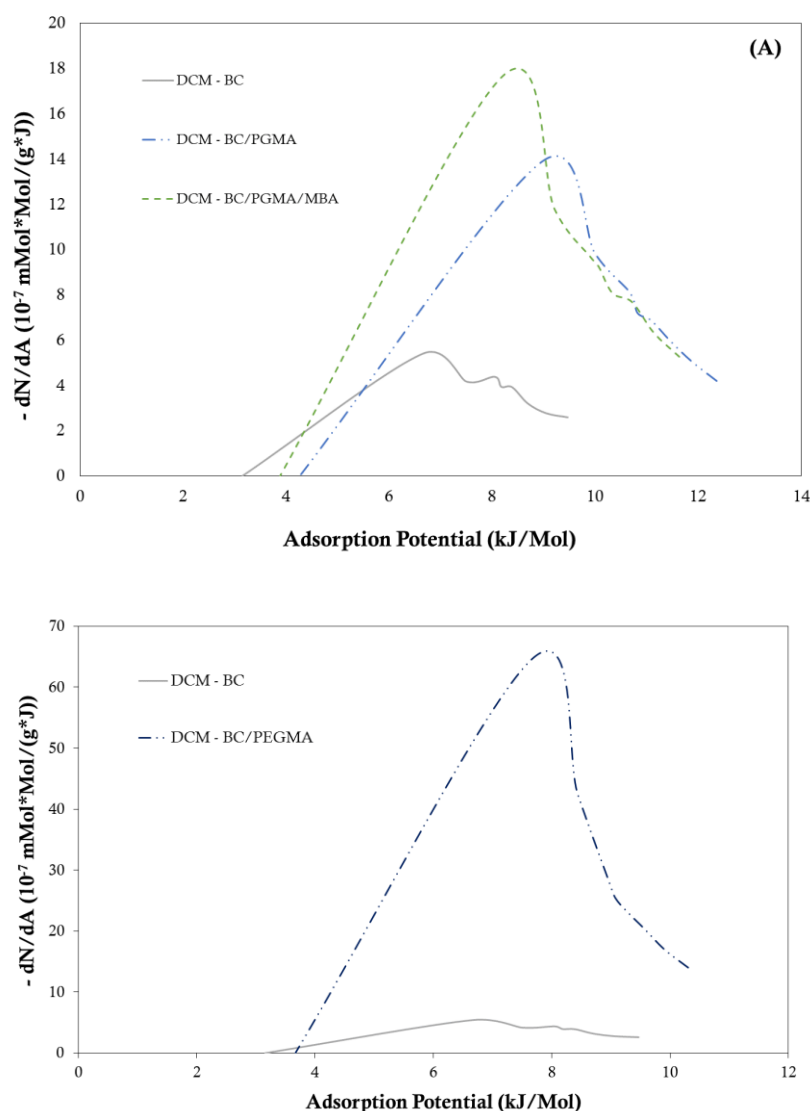 20
18
16
14
12
10
8
6
4
2
0
- dN/dA (10⁻⁷ mMol*Mol/(g*J))
(A)
DCM - BC
DCM - BC/PGMA
DCM - BC/PGMA/MBA
0 2 4 6 8 10 12 14
Adsorption Potential (kJ/Mol)
70
60
50
40
30
20
10
0
- dN/dA (10⁻⁷ mMol*Mol/(g*J))
DCM - BC
DCM - BC/PEGMA
0 2 4 6 8 10 12
Adsorption Potential (kJ/Mol)